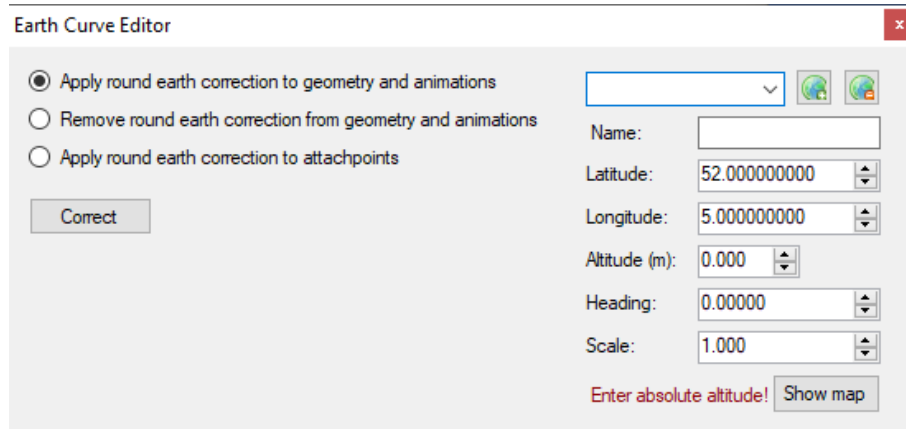 Earth Curve Editor
x
Apply round earth correction to geometry and animations
Remove round earth correction from geometry and animations
Apply round earth correction to attachpoints
Correct
Name:
Latitude: 52.000000000
Longitude: 5.000000000
Altitude (m): 0.000
Heading: 0.00000
Scale: 1.000
Enter absolute altitude! Show map